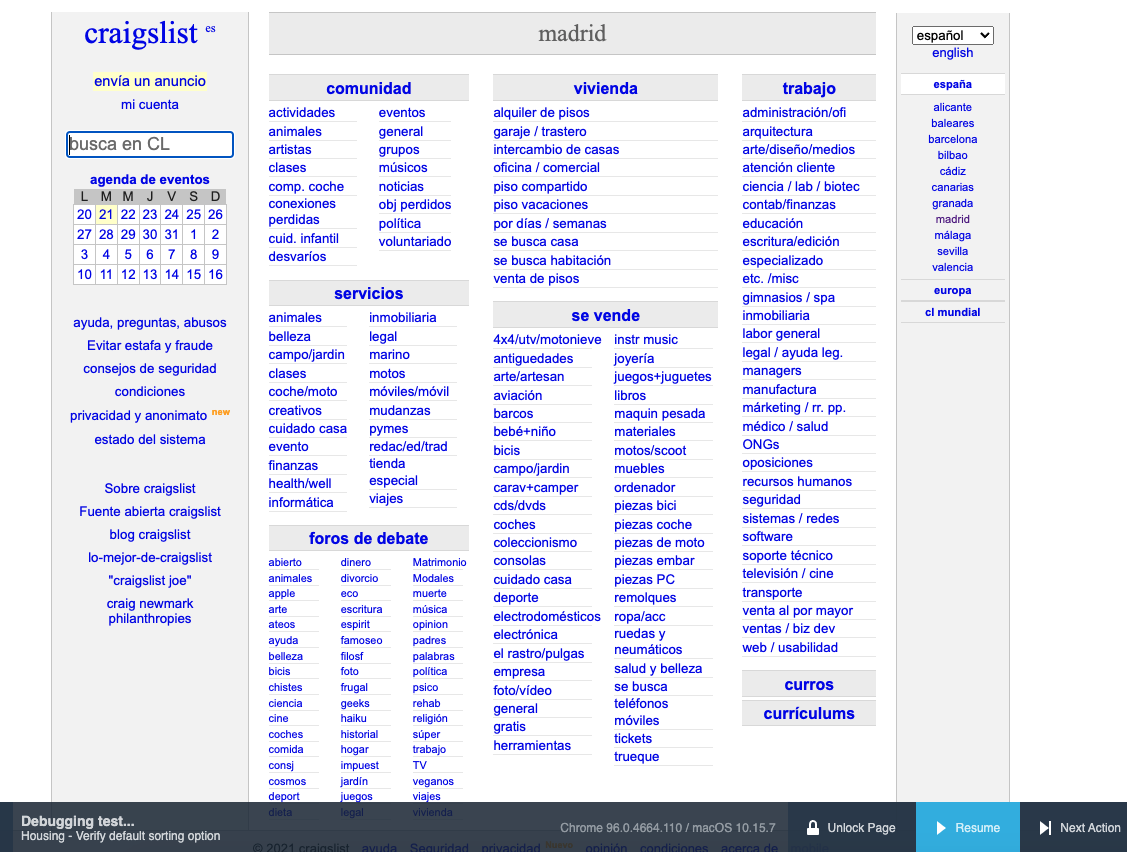 craigslist es
envía un anuncio
mi cuenta
busca en CL
agenda de eventos
L M M J V S D
20 21 22 23 24 25 26
27 28 29 30 31 1 2
3 4 5 6 7 8 9
10 11 12 13 14 15 16
ayuda, preguntas, abusos
Evitar estafa y fraude
consejos de seguridad
condiciones
privacidad y anonimato new
estado del sistema
Sobre craigslist
Fuente abierta craigslist
blog craigslist
lo-mejor-de-craigslist
"craigslist joe"
craig newmark
philanthropies
madrid
comunidad
actividades
animales
artistas
clases
comp. coche
conexiones
perdidas
cuid. infantil
desvaríos
eventos
general
grupos
músicos
noticias
obj perdidos
política
voluntariado
servicios
animales
belleza
campo/jardin
clases
coche/moto
creativos
cuidado casa
evento
finanzas
health/well
informática
inmobiliaria
legal
marino
motos
móviles/móvil
mudanzas
pymes
redac/ed/trad
tienda
especial
viajes
foros de debate
abierto
animales
apple
arte
ateos
ayuda
belleza
bicis
chistes
ciencia
cine
coches
comida
consj
cosmos
deport
dieta
dinero
divorcio
eco
escritura
espirit
famoseo
filosf
foto
frugal
geeks
haiku
historial
hogar
impuest
jardín
juegos
legal
Matrimonio
Modales
muerte
música
opinion
padres
palabras
política
psico
rehab
religión
súper
trabajo
TV
veganos
viajes
vivienda
vivienda
alquiler de pisos
garaje / trastero
intercambio de casas
oficina / comercial
piso compartido
piso vacaciones
por días / semanas
se busca casa
se busca habitación
venta de pisos
se vende
4x4/utv/motonieve
antiguedades
arte/artesan
aviación
barcos
bebé+niño
bicis
campo/jardin
carav+camper
cds/dvds
coches
coleccionismo
consolas
cuidado casa
deporte
electrodomésticos
electrónica
el rastro/pulgas
empresa
foto/vídeo
general
gratis
herramientas
instr music
joyería
juegos+juguetes
libros
maquin pesada
materiales
motos/scoot
muebles
ordenador
piezas bici
piezas coche
piezas de moto
piezas embar
piezas PC
remolques
ropa/acc
ruedas y
neumáticos
salud y belleza
se busca
teléfonos
móviles
tickets
trueque
trabajo
administración/ofi
arquitectura
arte/diseño/medios
atención cliente
ciencia / lab / biotec
contab/finanzas
educación
escritura/edición
especializado
etc. /misc
gimnasios / spa
inmobiliaria
labor general
legal / ayuda leg.
managers
manufactura
márketing / rr. pp.
médico / salud
ONGs
oposiciones
recursos humanos
seguridad
sistemas / redes
software
soporte técnico
televisión / cine
transporte
venta al por mayor
ventas / biz dev
web / usabilidad
curros
currículums
español
english
españa
alicante
baleares
barcelona
bilbao
cádiz
canarias
granada
madrid
málaga
sevilla
valencia
europa
cl mundial
© 2021 craigslist ayuda Seguridad privacidad opinión condiciones acerca de
Debugging test...
Housing - Verify default sorting option
Chrome 96.0.4664.110 / macOS 10.15.7
Unlock Page
Resume
Next Action